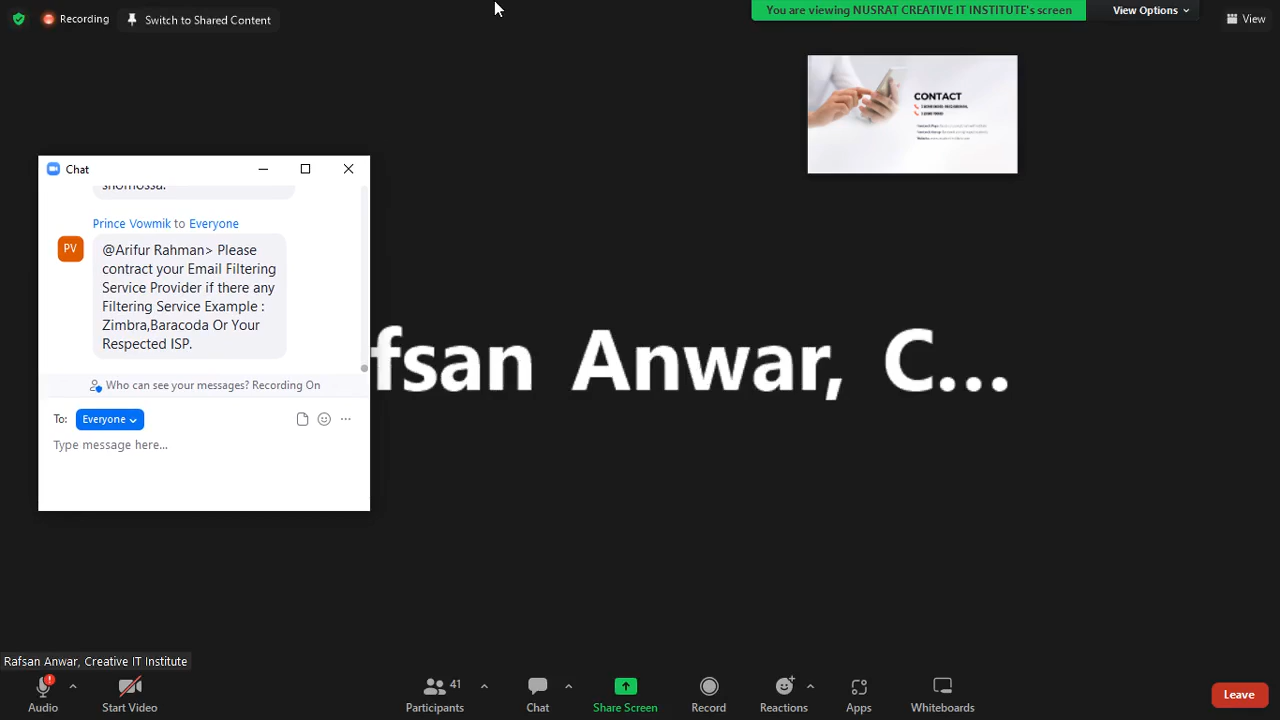 Recording
Switch to Shared Content
You are viewing NUSRAT CREATIVE IT INSTITUTE's screen
View Options
View
CONTACT
Chat
shomossa.
Prince Vowmik to Everyone
PV
@Arifur Rahman> Please
contract your Email Filtering
Service Provider if there any
Filtering Service Example :
Zimbra,Baracoda Or Your
Respected ISP.
Who can see your messages? Recording On
To: Everyone
Type message here...
fsan Anwar, C...
Rafsan Anwar, Creative IT Institute
Audio
Start Video
41
Participants
Chat
Share Screen
Record
Reactions
Apps
Whiteboards
Leave